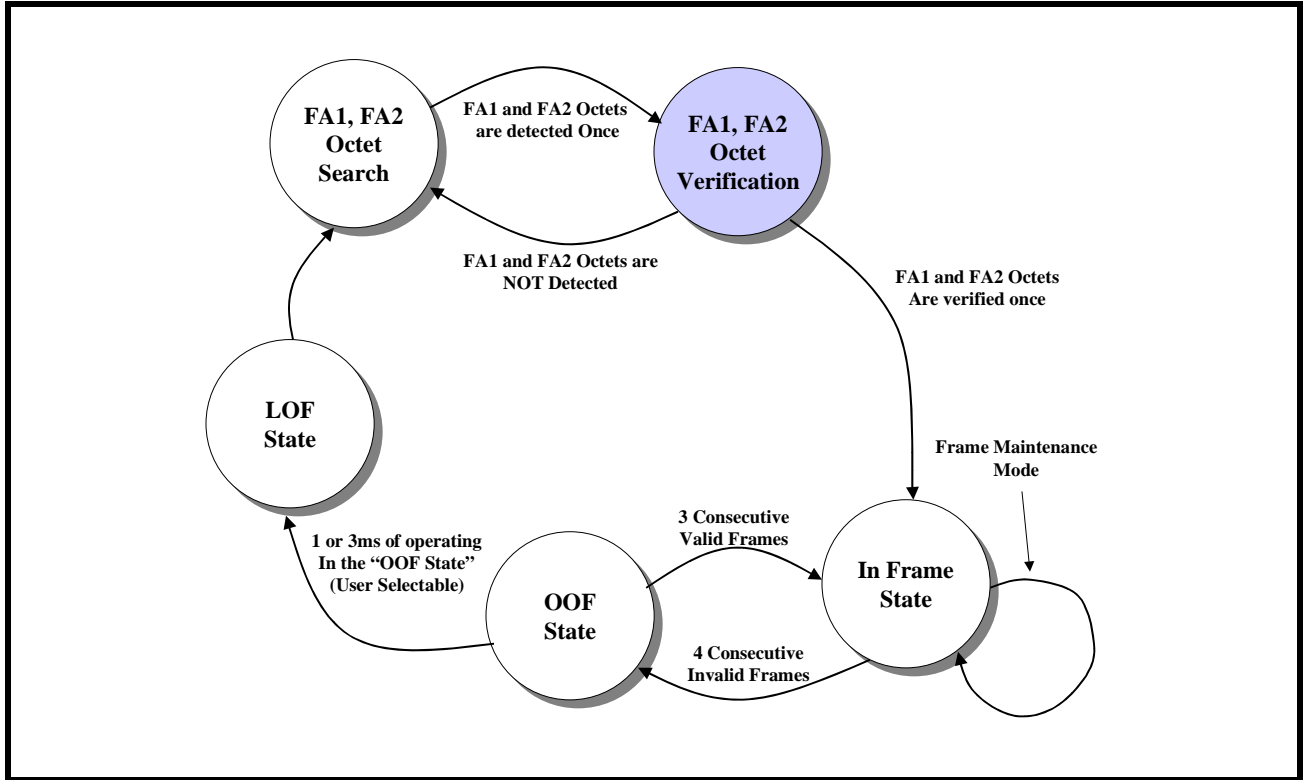 FA1, FA2
Octet
Search
FA1 and FA2 Octets
are detected Once
FA1, FA2
Octet
Verification
FA1 and FA2 Octets are
NOT Detected
FA1 and FA2 Octets
Are verified once
LOF
State
Frame Maintenance
Mode
1 or 3ms of operating
In the “OOF State”
(User Selectable)
3 Consecutive
Valid Frames
OOF
State
In Frame
State
4 Consecutive
Invalid Frames